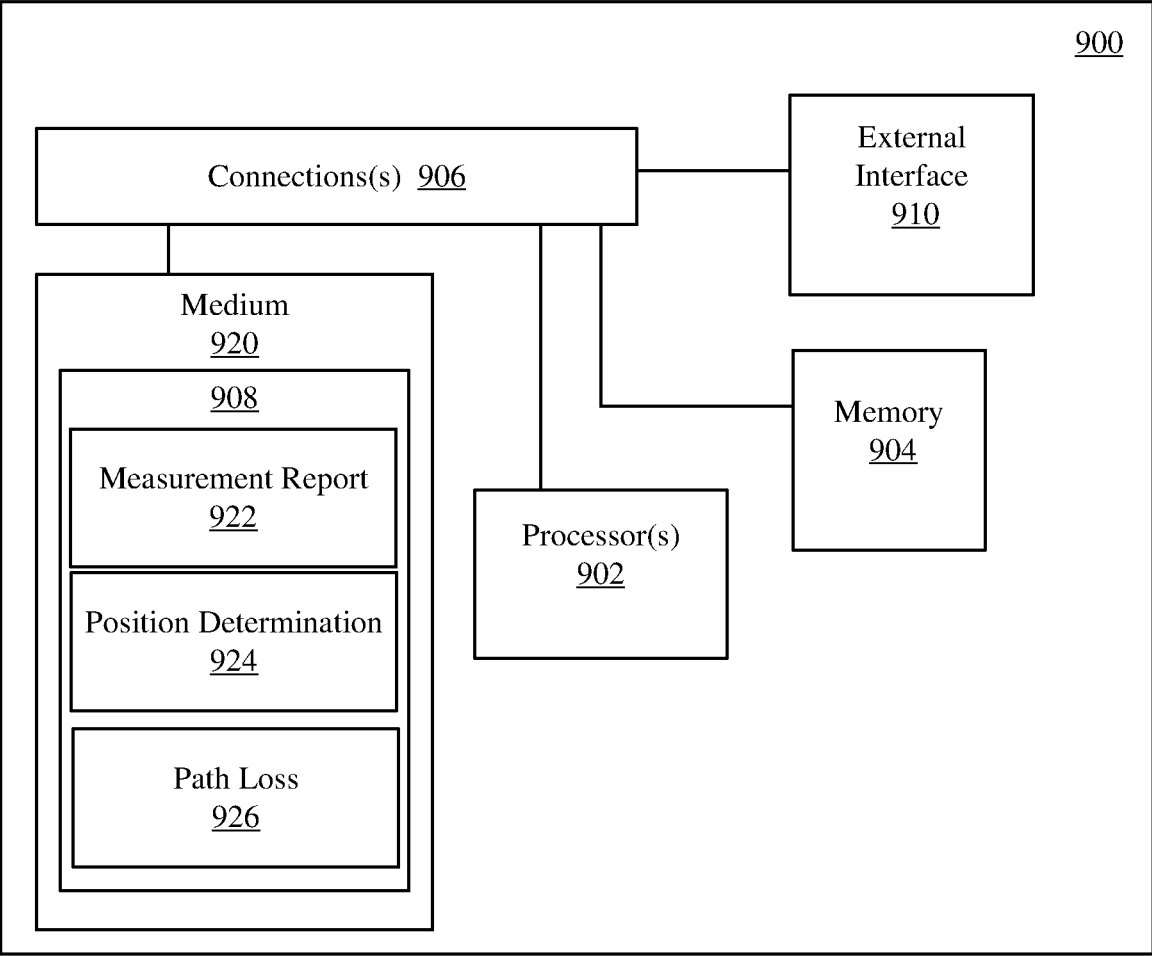 900
Connections(s) 906
External
Interface
910
Medium
920
908
Measurement Report
922
Position Determination
924
Path Loss
926
Processor(s)
902
Memory
904